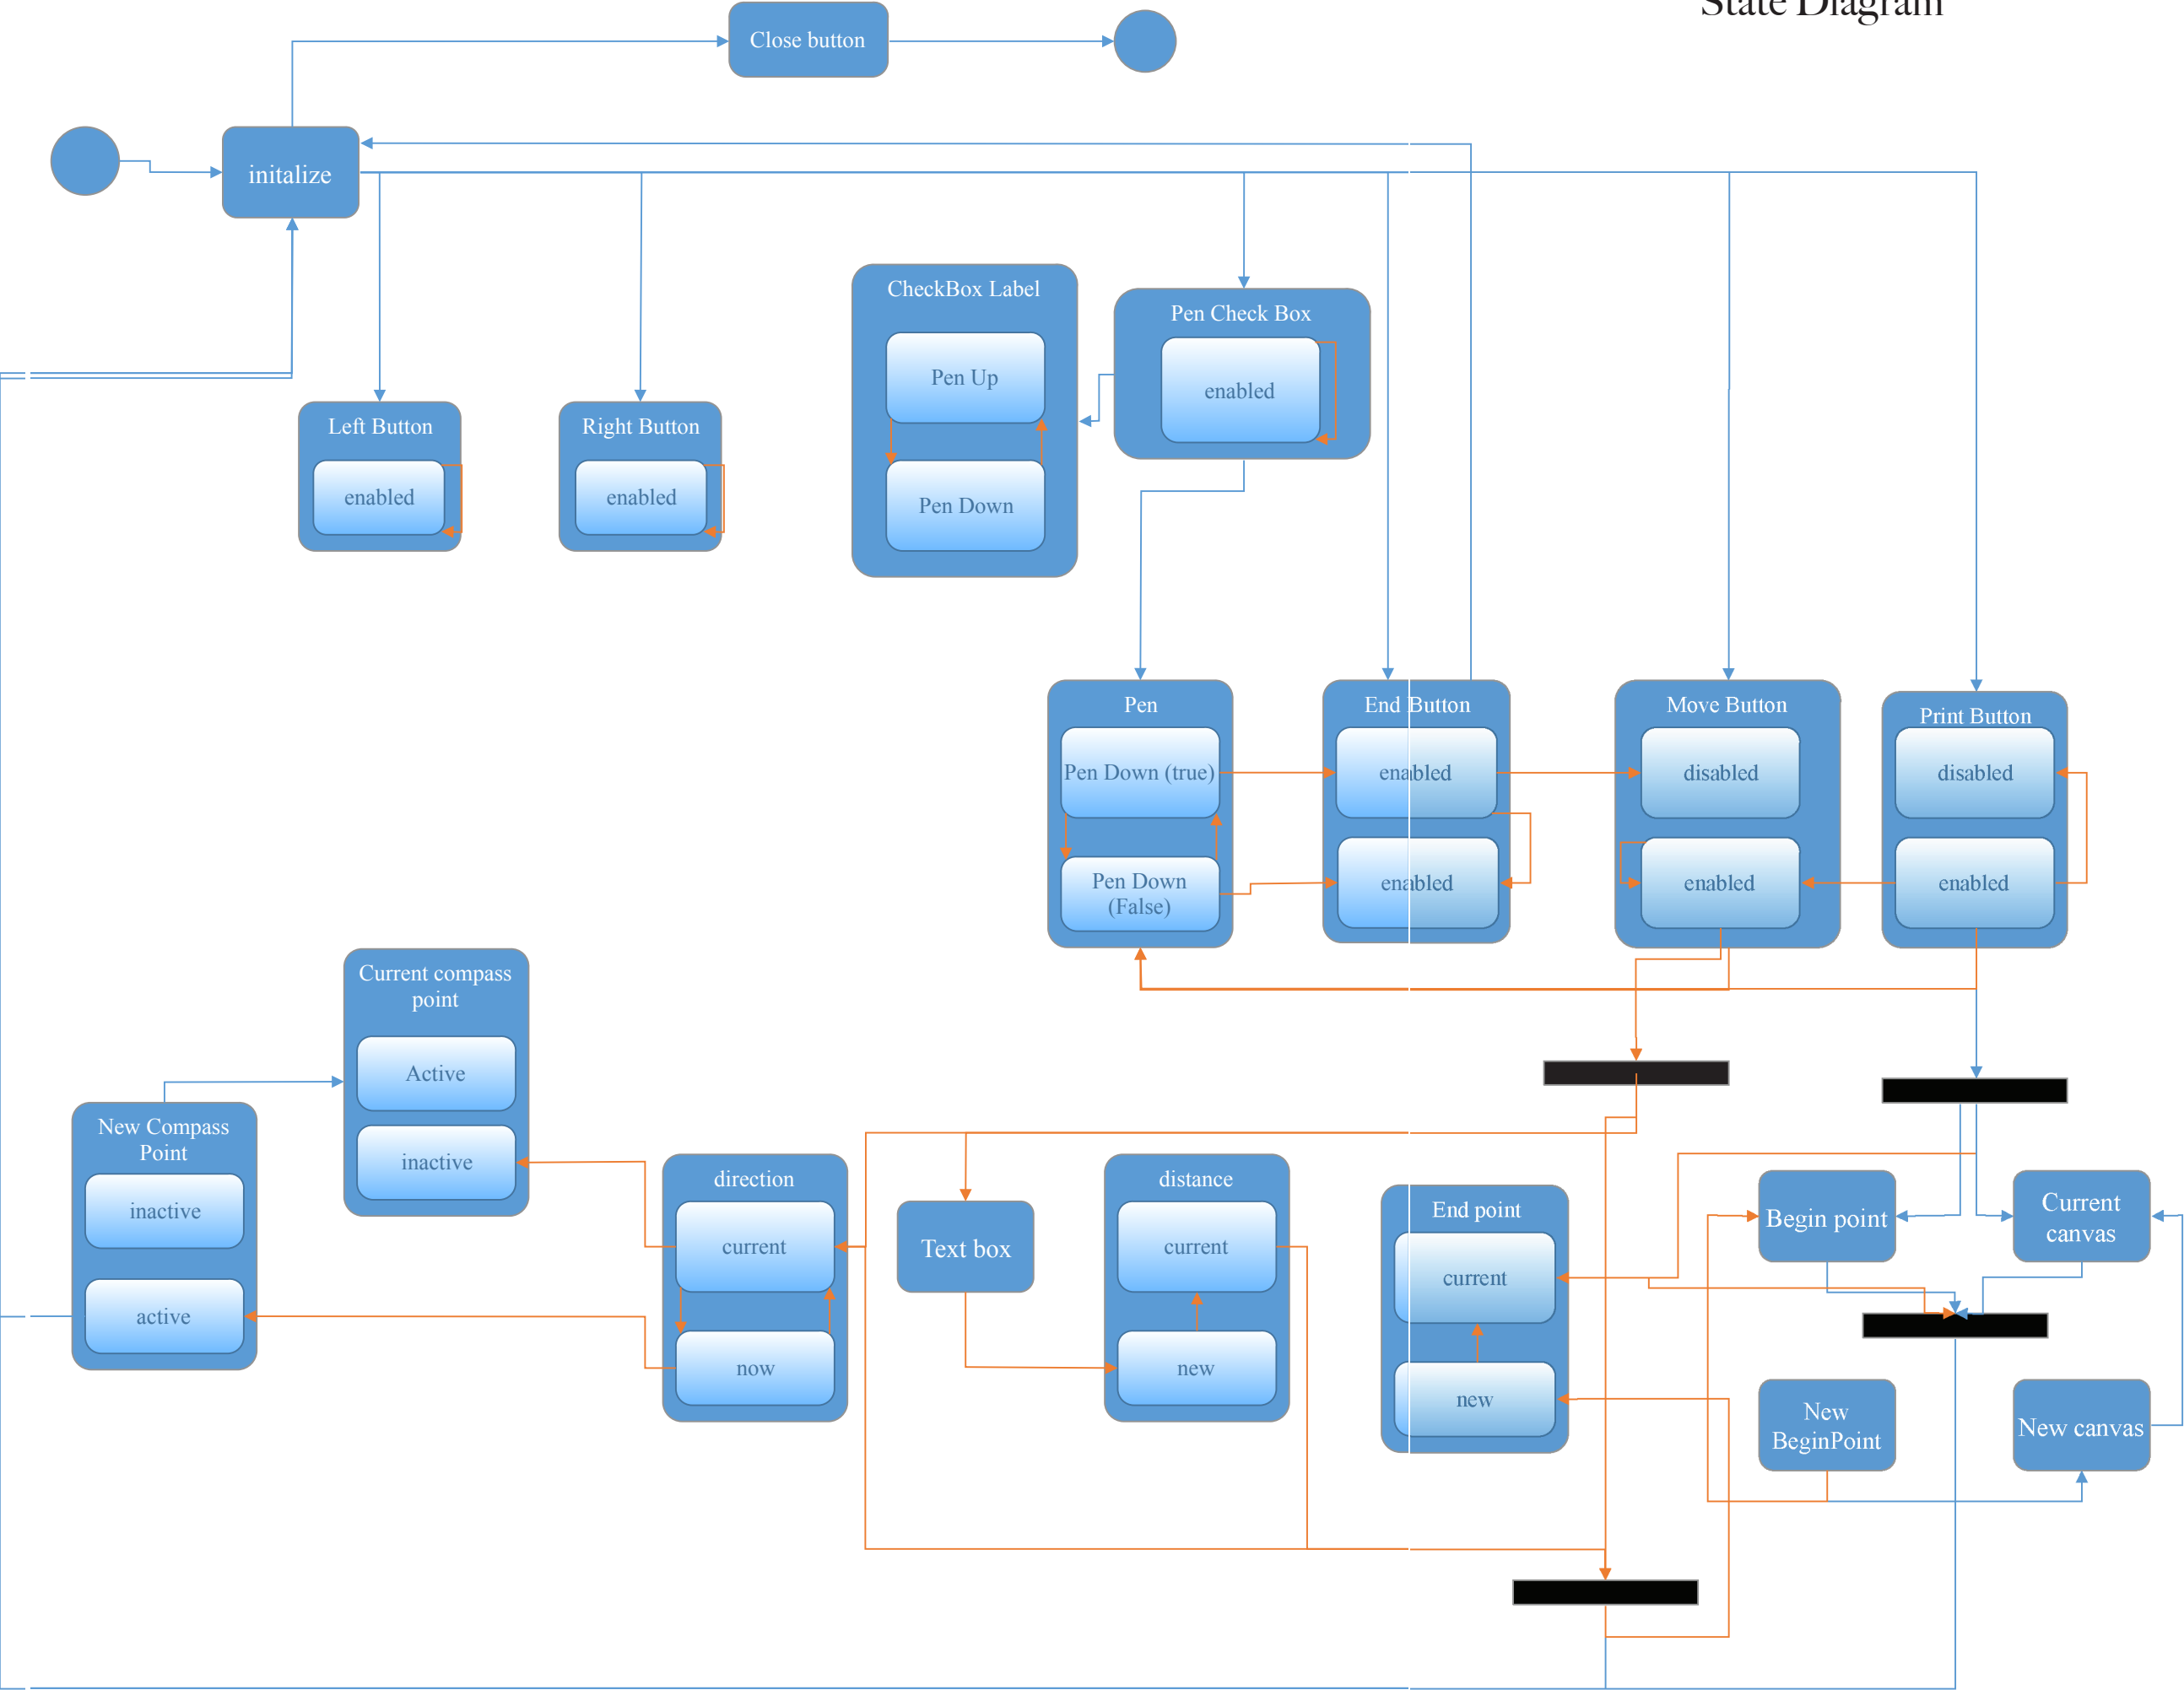 State Diagram
Close button
initalize
CheckBox Label
Pen Up
Pen Down
Pen Check Box
enabled
Left Button
enabled
Right Button
enabled
Pen
Pen Down (true)
Pen Down
(False)
End Button
enabled
enabled
Move Button
disabled
enabled
Print Button
disabled
enabled
Current compass
point
Active
inactive
New Compass
Point
inactive
active
direction
current
now
Text box
distance
current
new
End point
current
new
Begin point
Current
canvas
New
BeginPoint
New canvas